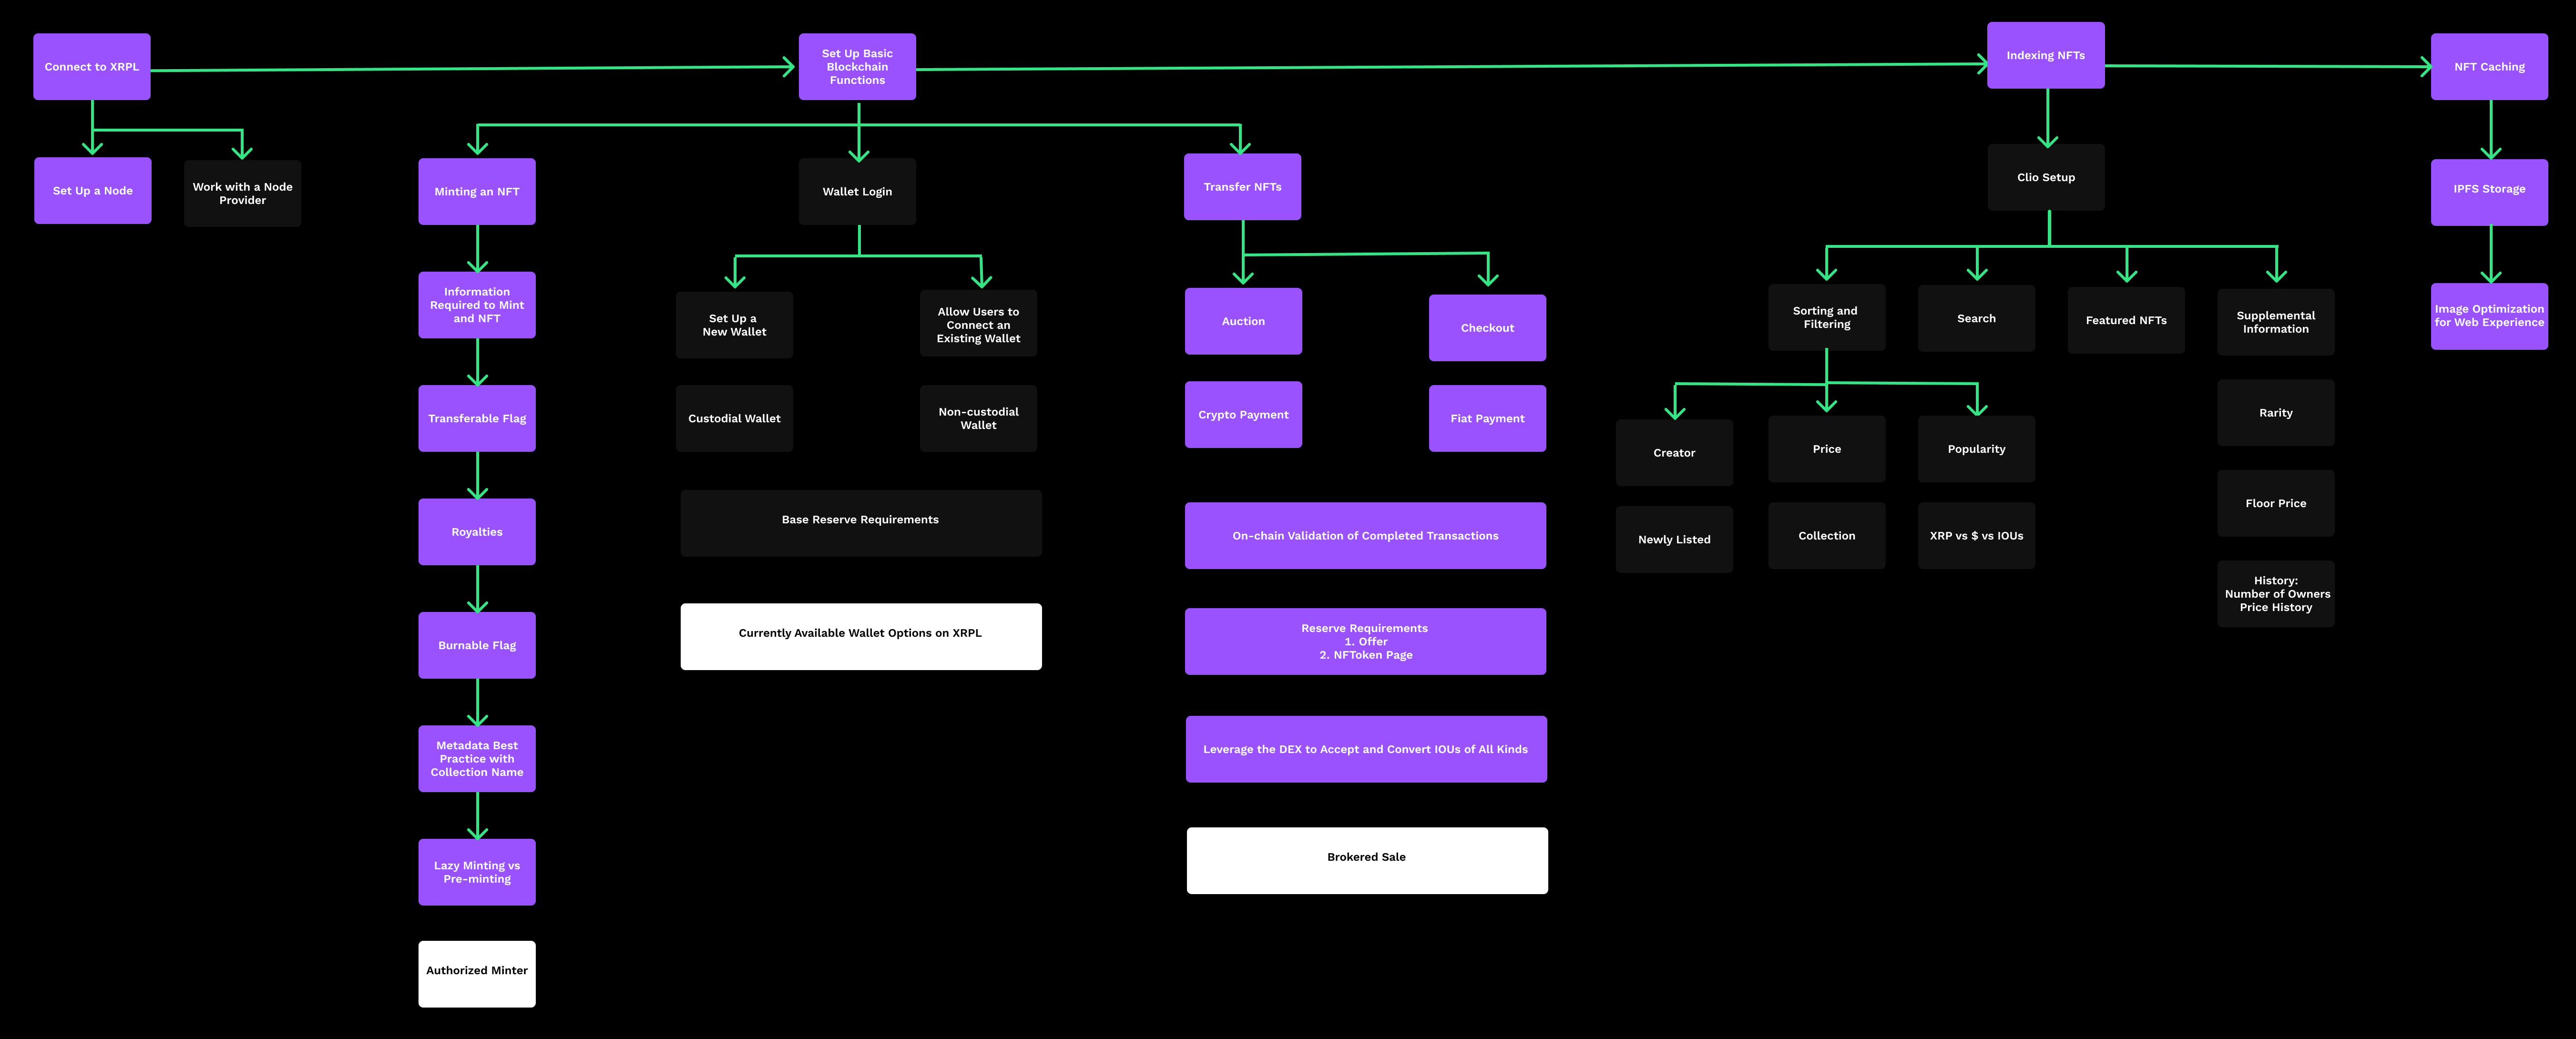 Connect to XRPL
Set Up Basic
Blockchain
Functions
Indexing NFTs
NFT Caching
Set Up a Node
Work with a Node
Provider
Minting an NFT
Information
Required to Mint
and NFT
Transferable Flag
Royalties
Burnable Flag
Metadata Best
Practice with
Collection Name
Lazy Minting vs
Pre-minting
Authorized Minter
Wallet Login
Set Up a
New Wallet
Allow Users to
Connect an
Existing Wallet
Custodial Wallet
Non-custodial
Wallet
Base Reserve Requirements
Currently Available Wallet Options on XRPL
Transfer NFTs
Auction
Checkout
Crypto Payment
Fiat Payment
On-chain Validation of Completed Transactions
Reserve Requirements
1. Offer
2. NFToken Page
Leverage the DEX to Accept and Convert IOUs of All Kinds
Brokered Sale
Clio Setup
Sorting and
Filtering
Search
Featured NFTs
Supplemental
Information
Creator
Price
Popularity
Newly Listed
Collection
XRP vs $ vs IOUs
Rarity
Floor Price
History:
Number of Owners
Price History
IPFS Storage
Image Optimization
for Web Experience